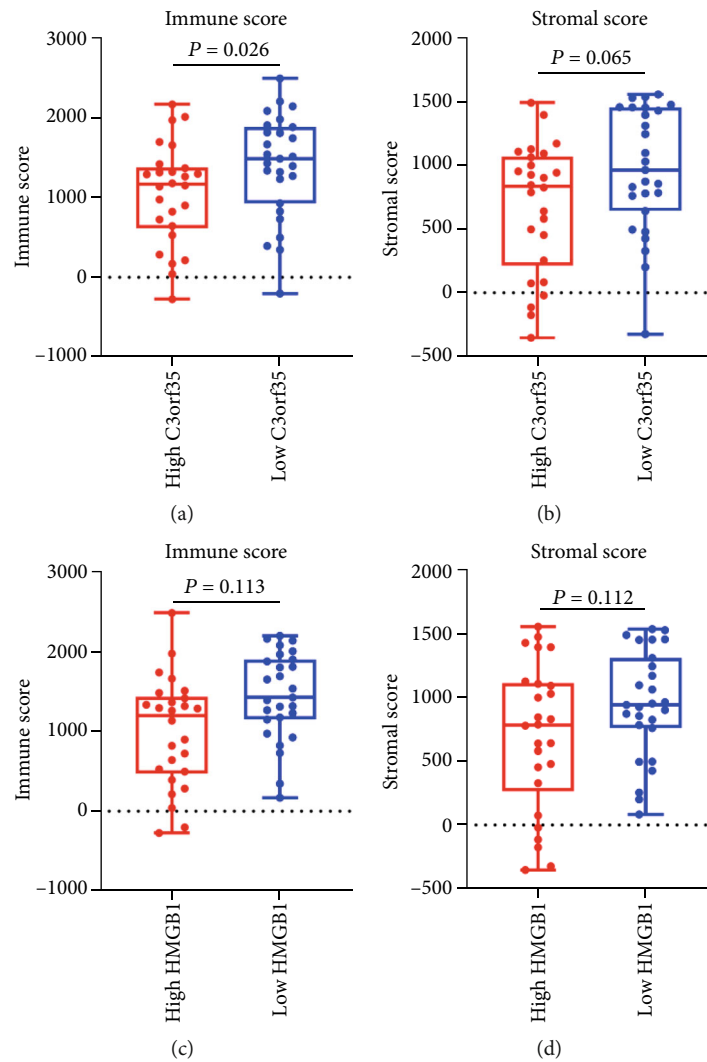 Immune score
P = 0.026
3000
2000
1000
0
–1000
Immune score
High C3orf35
Low C3orf35
(a)
Stromal score
P = 0.065
2000
1500
1000
500
0
–500
Stromal score
High C3orf35
Low C3orf35
(b)
Immune score
P = 0.113
3000
2000
1000
0
–1000
Immune score
High HMGB1
Low HMGB1
(c)
Stromal score
P = 0.112
2000
1500
1000
500
0
–500
Stromal score
High HMGB1
Low HMGB1
(d)